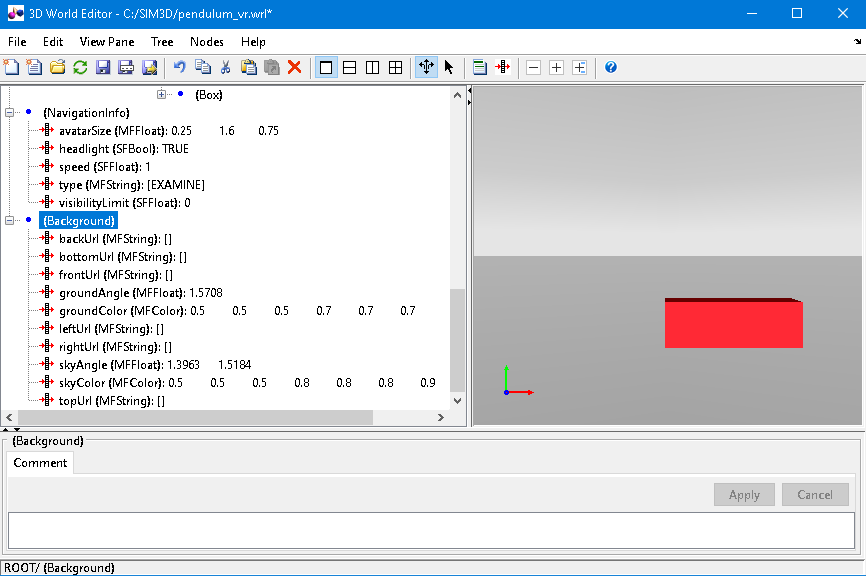 3D World Editor - C:/SIM3D/pendulum_vr.wrl*
File Edit View Pane Tree Nodes Help
(Box)
(NavigationInfo)
avatarSize (MFFloat): 0.25 1.6 0.75
headlight (SFBool): TRUE
speed (SFFloat): 1
type (MFString): [EXAMINE]
visibilityLimit (SFFloat): 0
(Background)
backUrl (MFString): []
bottomUrl (MFString): []
frontUrl (MFString): []
groundAngle (MFFloat): 1.5708
groundColor (MFColor): 0.5 0.5 0.5 0.7 0.7 0.7
leftUrl (MFString): []
rightUrl (MFString): []
skyAngle (MFFloat): 1.3963 1.5184
skyColor (MFColor): 0.5 0.5 0.5 0.8 0.8 0.8 0.9
topUrl (MFString): []
(Background)
Comment
Apply Cancel
ROOT/ (Background)